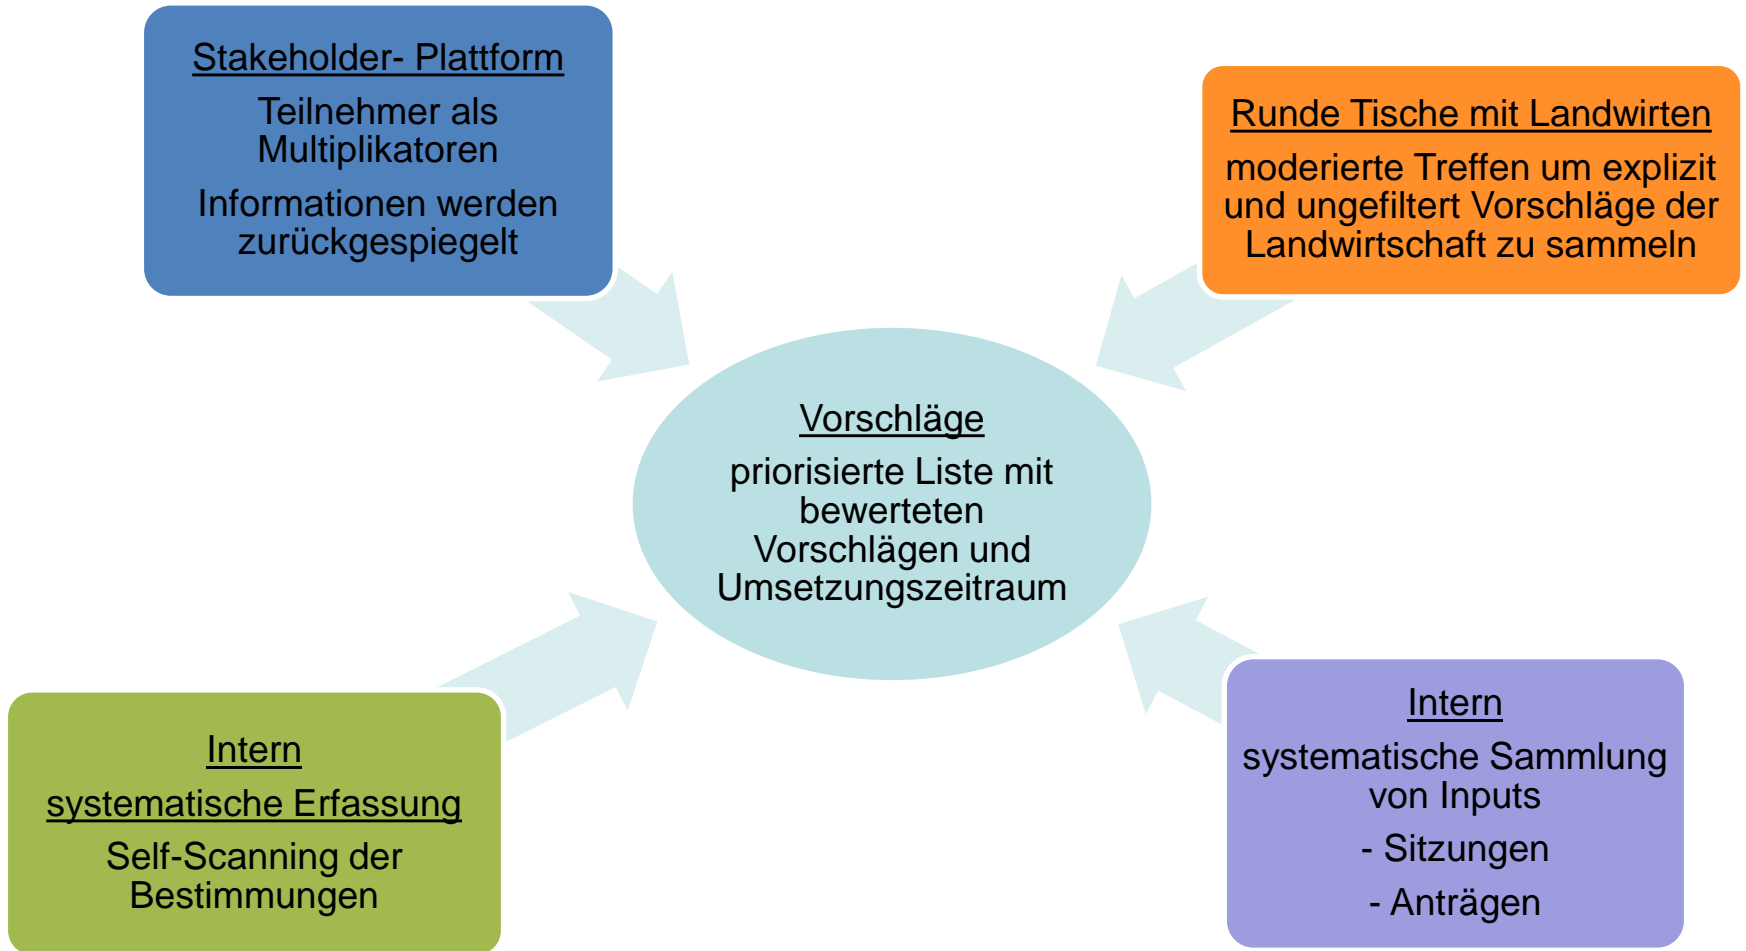 Stakeholder- Plattform
Teilnehmer als
Multiplikatoren
Informationen werden
zurückgespiegelt
Runde Tische mit Landwirten
moderierte Treffen um explizit
und ungefiltert Vorschläge der
Landwirtschaft zu sammeln
Vorschläge
priorisierte Liste mit
bewerteten
Vorschlägen und
Umsetzungszeitraum
Intern
systematische Erfassung
Self-Scanning der
Bestimmungen
Intern
systematische Sammlung
von Inputs
- Sitzungen
- Anträgen